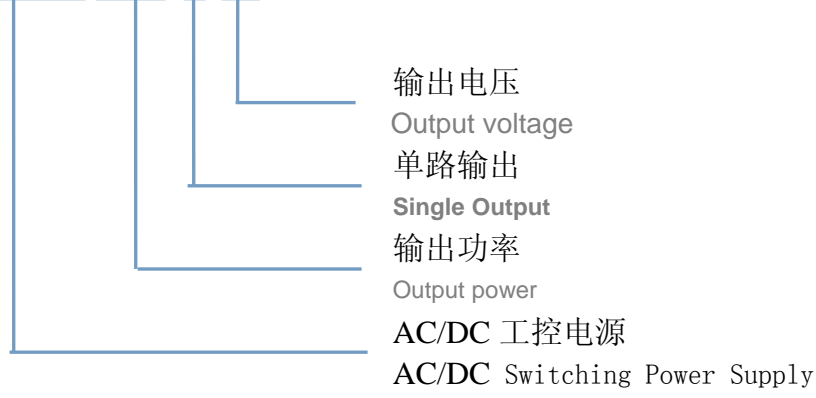 输出电压
Output voltage
单路输出
Single Output
输出功率
Output power
AC/DC 工控电源
AC/DC Switching Power Supply